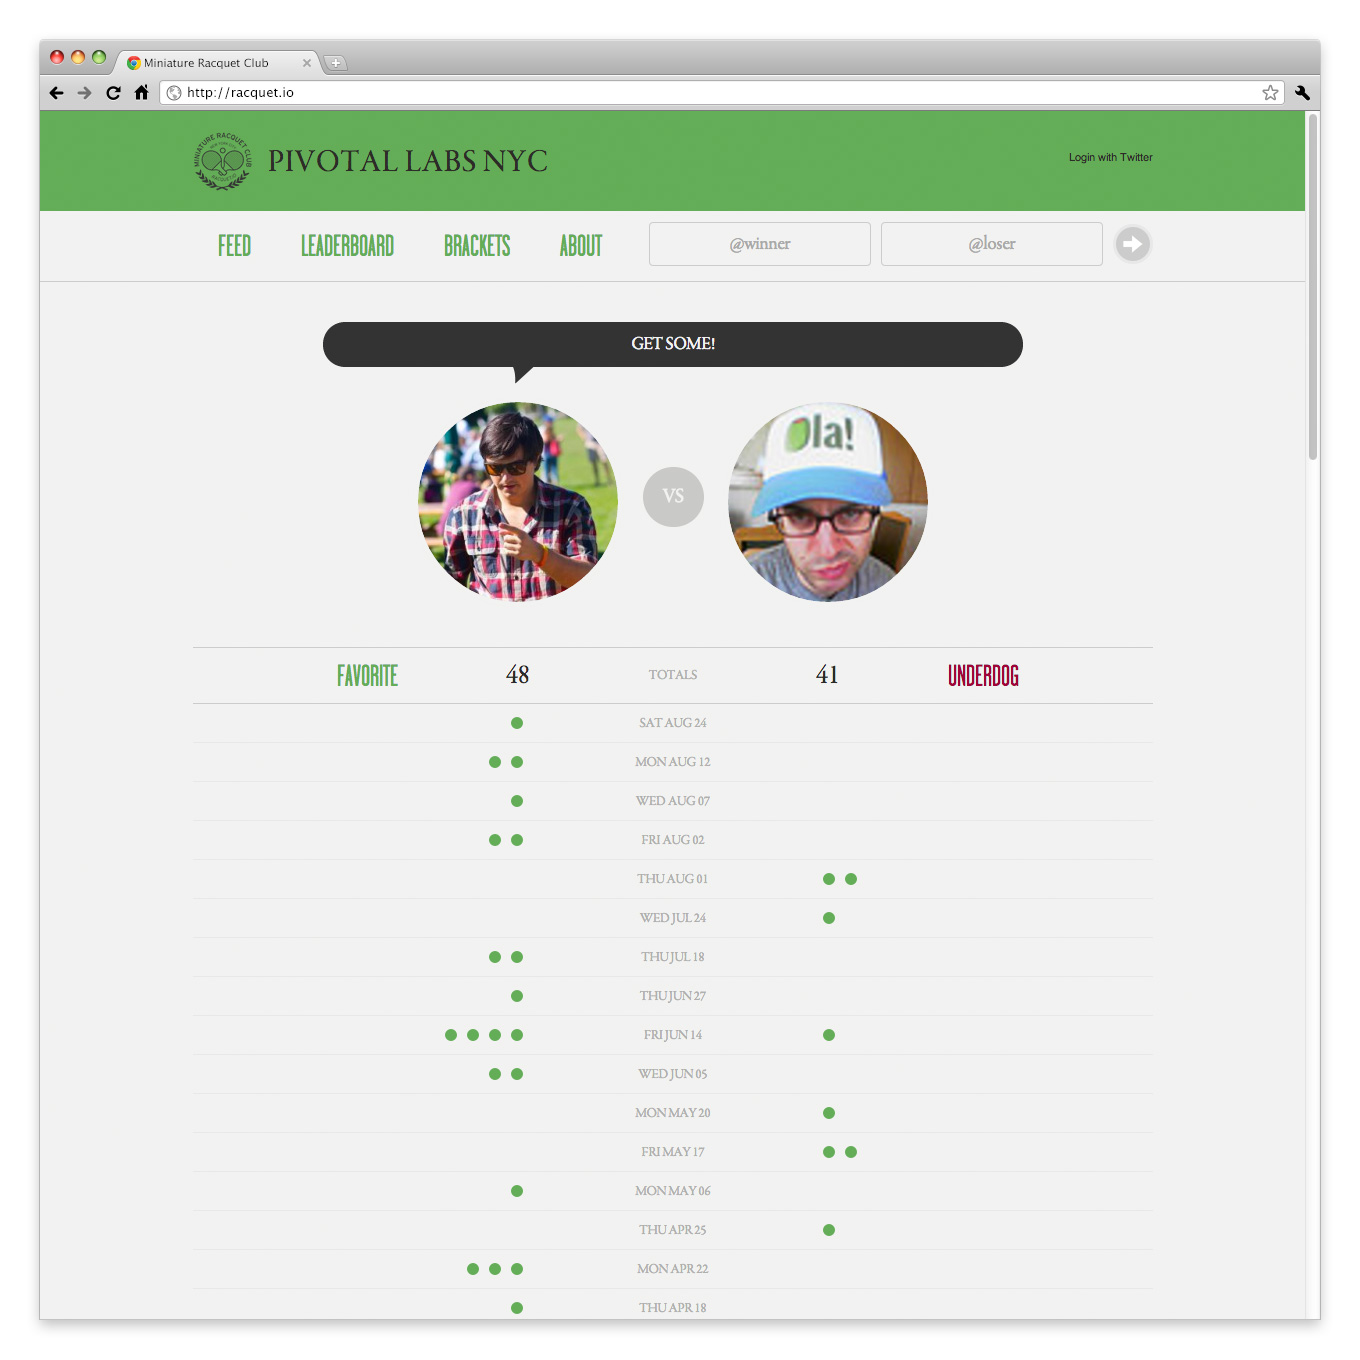 Miniature Racquet Club
http://racquet.io
MINIATURE RACQUET CLUB
PIVOTAL LABS NYC
Login with Twitter
FEED LEADERBOARD BRACKETS ABOUT @winner @loser
GET SOME!
Ola!
VS
FAVORITE 48 TOTALS 41 UNDERDOG
SAT AUG 24
MON AUG 12
WED AUG 07
FRI AUG 02
THU AUG 01
WED JUL 24
THU JUL 18
THU JUN 27
FRI JUN 14
WED JUN 05
MON MAY 20
FRI MAY 17
MON MAY 06
THU APR 25
MON APR 22
THU APR 18